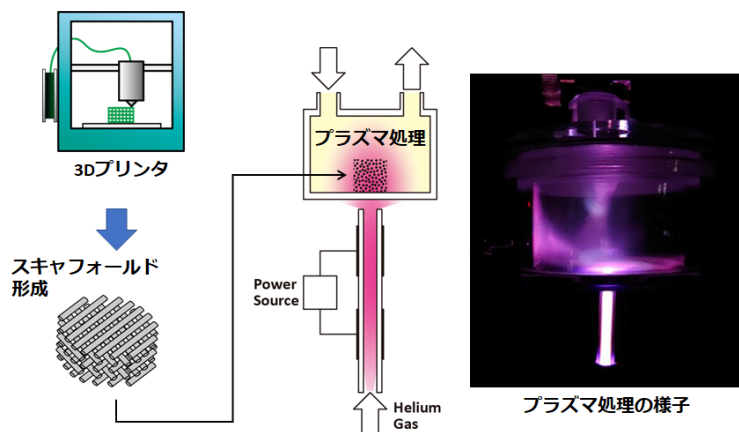 3Dプリンタ
スキャフォールド
形成
プラズマ処理
Power
Source
Helium
Gas
プラズマ処理の様子